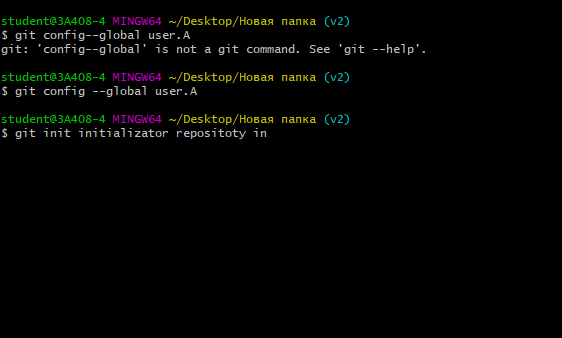 student@3A408-4 MINGW64 ~/Desktop/Новая папка (v2)
$ git config--global user.A
git: 'config--global' is not a git command. See 'git --help'.
student@3A408-4 MINGW64 ~/Desktop/Новая папка (v2)
$ git config --global user.A
student@3A408-4 MINGW64 ~/Desktop/Новая папка (v2)
$ git init initializator repositoty in